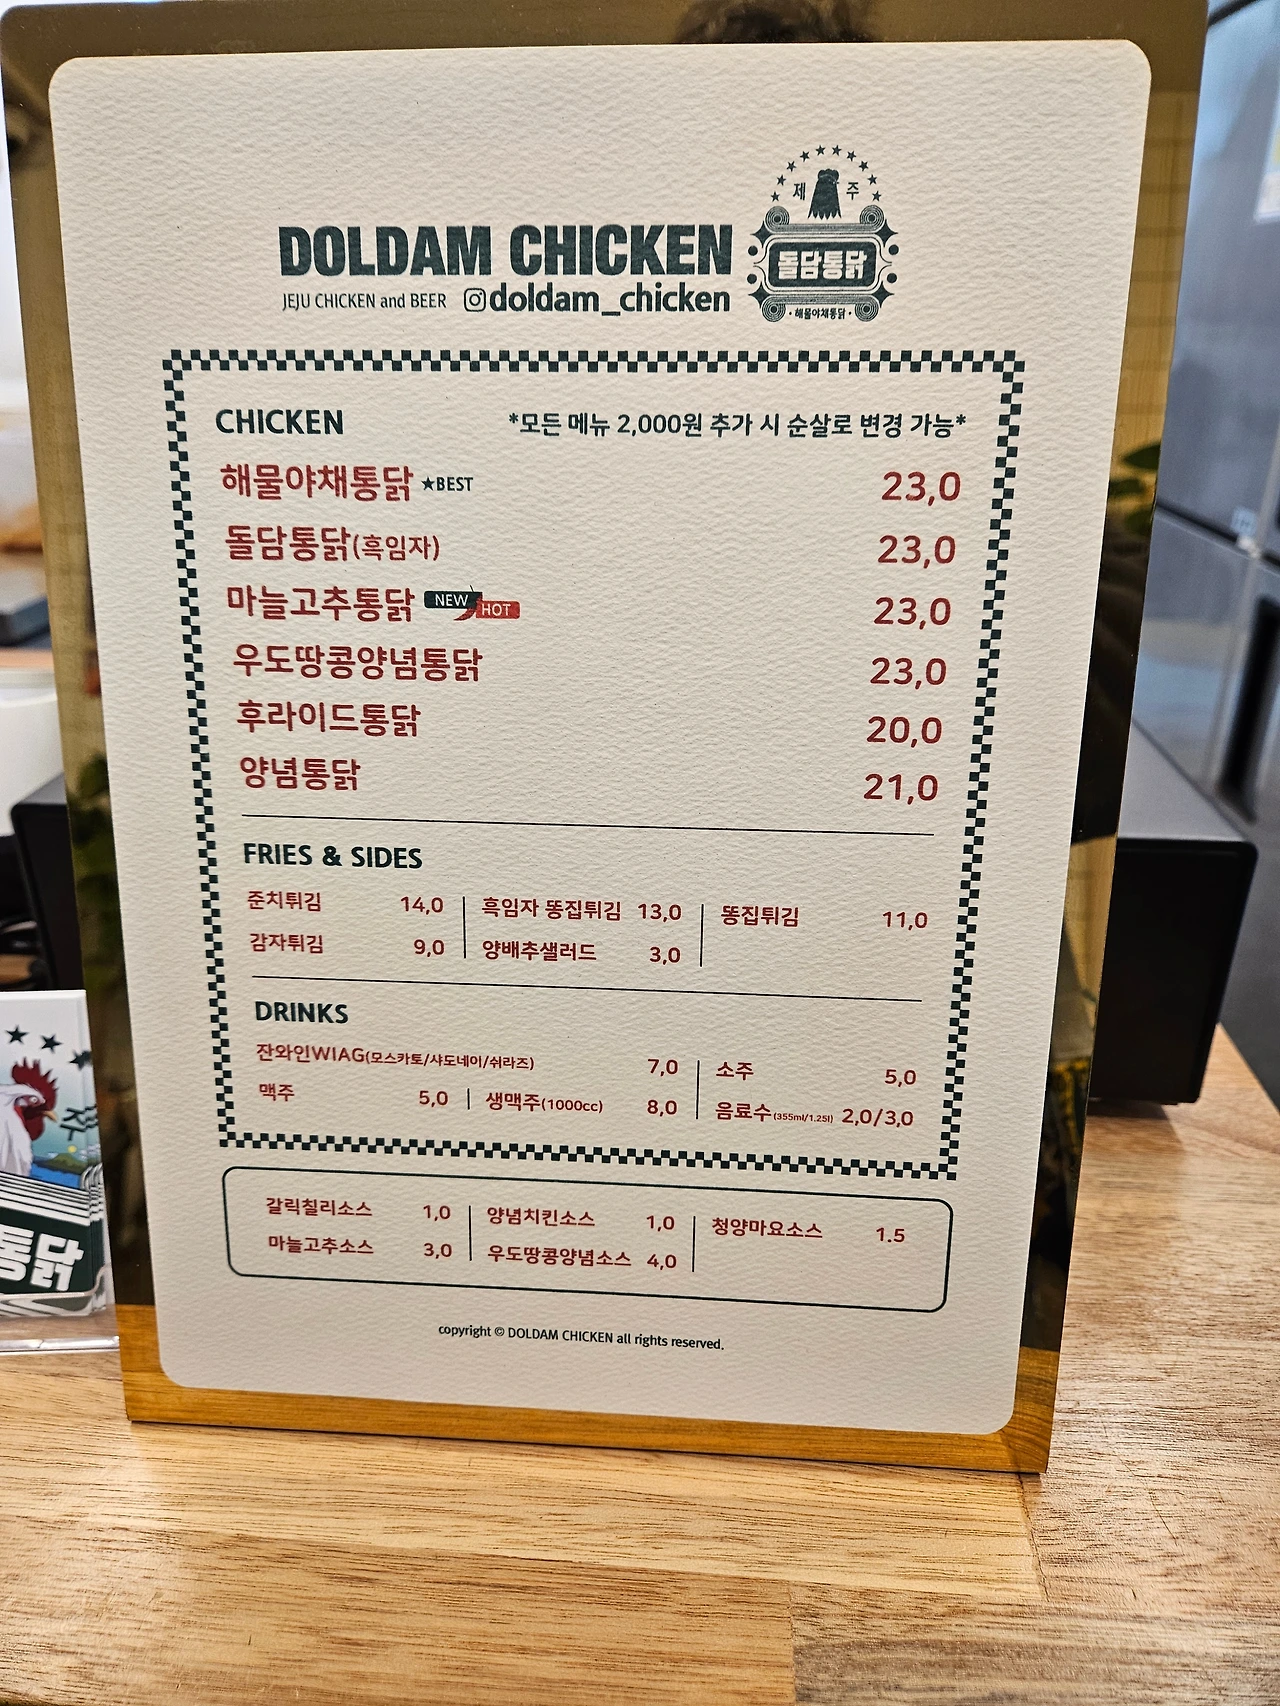 제 주
돌담통닭
·해물야채통닭·
DOLDAM CHICKEN
JEJU CHICKEN and BEER doldam_chicken
CHICKEN *모든 메뉴 2,000원 추가 시 순살로 변경 가능*
해물야채통닭 ★BEST 23,0
돌담통닭(흑임자) 23,0
마늘고추통닭 NEW HOT 23,0
우도땅콩양념통닭 23,0
후라이드통닭 20,0
양념통닭 21,0
FRIES & SIDES
준치튀김 14,0 흑임자 똥집튀김 13,0 똥집튀김 11,0
감자튀김 9,0 양배추샐러드 3,0
DRINKS
잔와인WIAG(모스카토/샤도네이/쉬라즈) 7,0 소주 5,0
맥주 5,0 생맥주(1000cc) 8,0 음료수(355ml/1.25l) 2,0/3,0
갈릭칠리소스 1,0 양념치킨소스 1,0 청양마요소스 1.5
마늘고추소스 3,0 우도땅콩양념소스 4,0
copyright © DOLDAM CHICKEN all rights reserved.
통닭